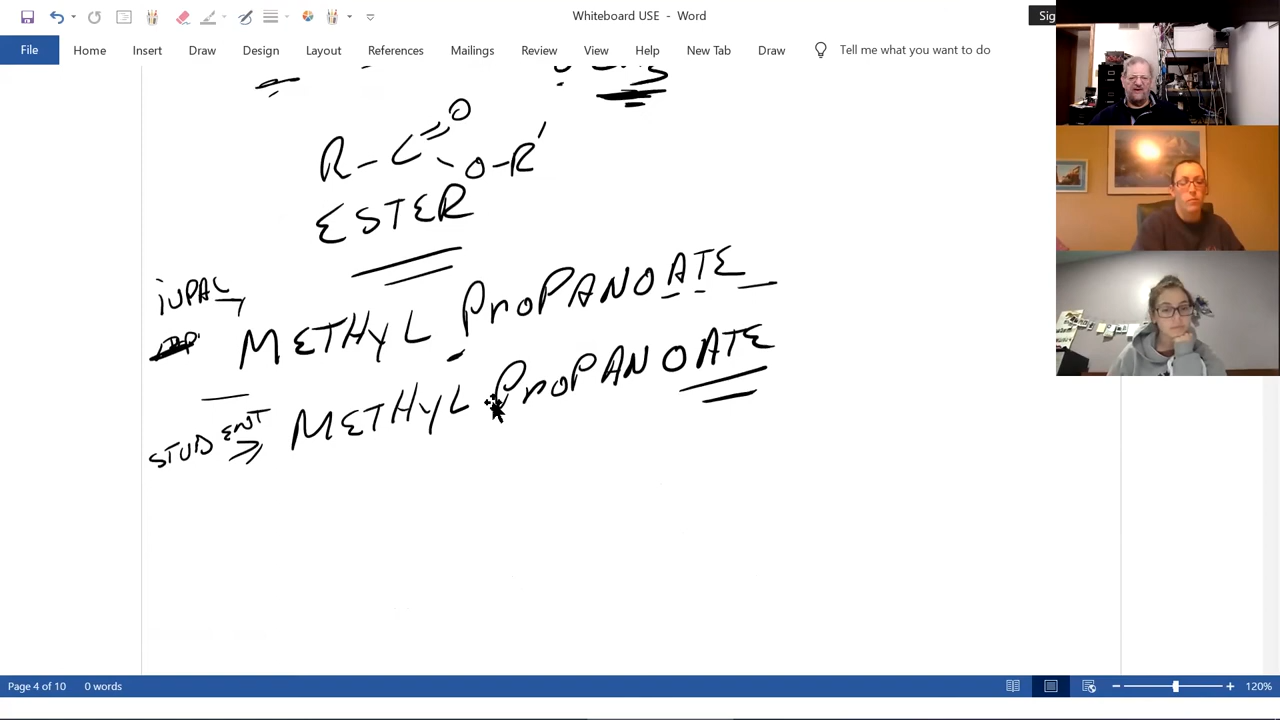 Whiteboard USE - Word
Sig
File Home Insert Draw Design Layout References Mailings Review View Help New Tab Draw Tell me what you want to do
O
R - C
O - R'
ESTER
IUPAC
METHYL PROPANOATE
STUDENT METHYL PROPANOATE
Page 4 of 10 0 words 120%